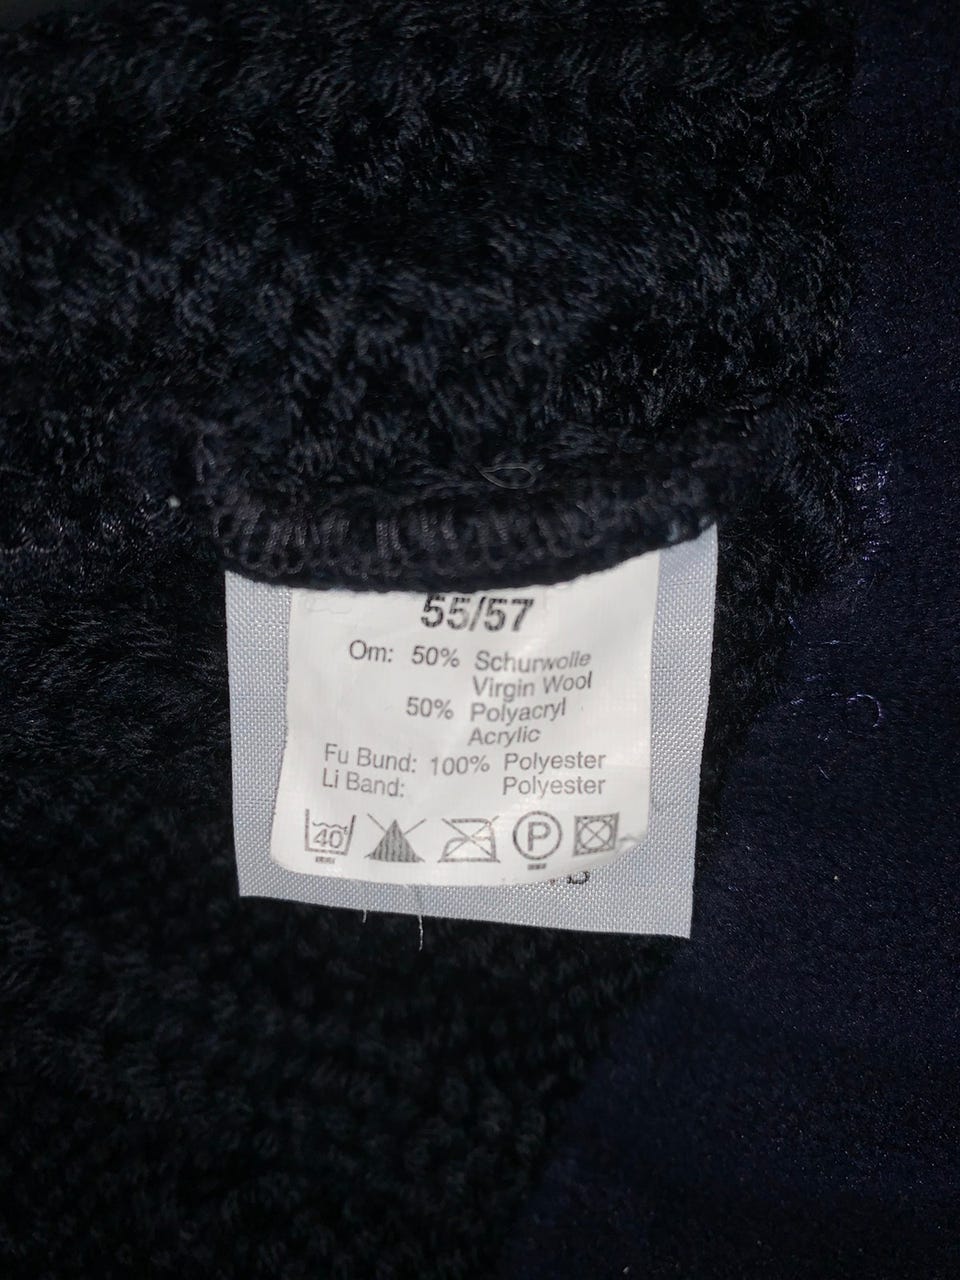 55/57
Om: 50% Schurwolle
Virgin Wool
50% Polyacryl
Acrylic
Fu Bund: 100% Polyester
Li Band: Polyester
40 P